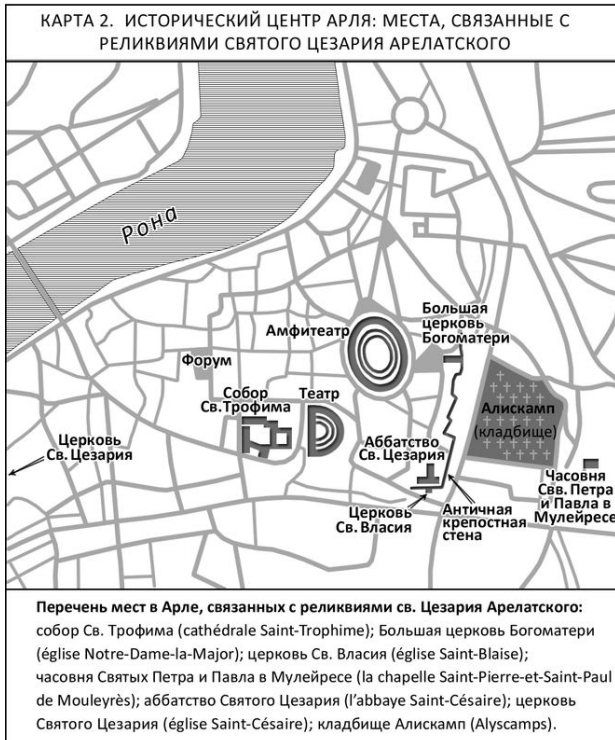 КАРТА 2. ИСТОРИЧЕСКИЙ ЦЕНТР АРЛЯ: МЕСТА, СВЯЗАННЫЕ С
РЕЛИКВИЯМИ СВЯТОГО ЦЕЗАРИЯ АРЕЛАТСКОГО
Рона
Большая
церковь
Богоматери
Амфитеатр
Форум
Собор
Св. Трофима
Театр
Алискамп
(кладбище)
Церковь
Св. Цезария
Аббатство
Св. Цезария
Часовня
Свв. Петра
и Павла в
Мулейресе
Церковь
Св. Власия
Античная
крепостная
стена
Перечень мест в Арле, связанных с реликвиями св. Цезария Арелатского:
собор Св. Трофима (cathédrale Saint-Trophime); Большая церковь Богоматери
(église Notre-Dame-la-Major); церковь Св. Власия (église Saint-Blaise);
часовня Святых Петра и Павла в Мулейресе (la chapelle Saint-Pierre-et-Saint-Paul
de Mouleyrès); аббатство Святого Цезария (l’abbaye Saint-Césaire); церковь
Святого Цезария (église Saint-Césaire); кладбище Алискамп (Alyscamps).